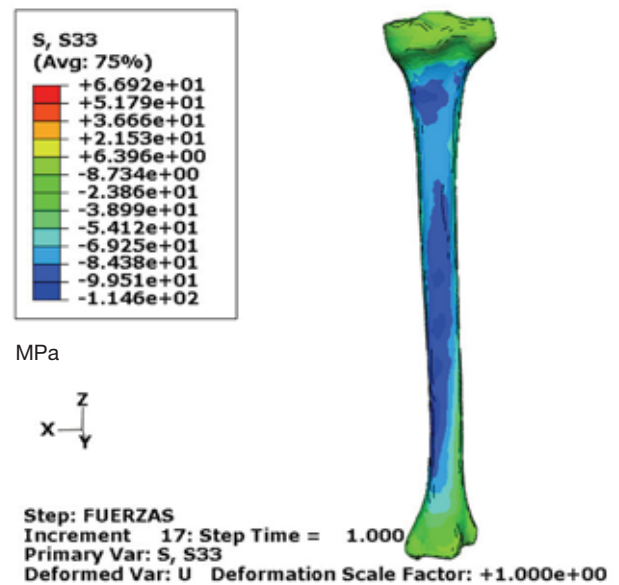 S, S33
(Avg: 75%)
+6.692e+01
+5.179e+01
+3.666e+01
+2.153e+01
+6.396e+00
-8.734e+00
-2.386e+01
-3.899e+01
-5.412e+01
-6.925e+01
-8.438e+01
-9.951e+01
-1.146e+02
MPa
Z
X
Y
Step: FUERZAS
Increment 17: Step Time = 1.000
Primary Var: S, S33
Deformed Var: U Deformation Scale Factor: +1.000e+00